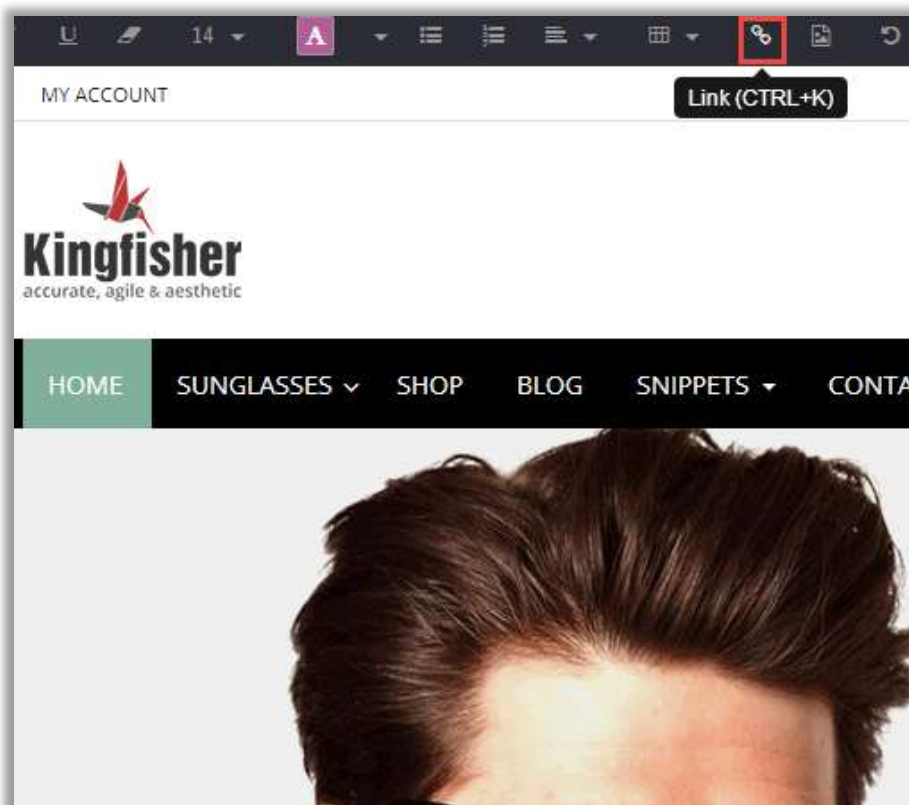 U 14 A
Link (CTRL+K)
MY ACCOUNT
Kingfisher
accurate, agile & aesthetic
HOME SUNGLASSES SHOP BLOG SNIPPETS CONTA